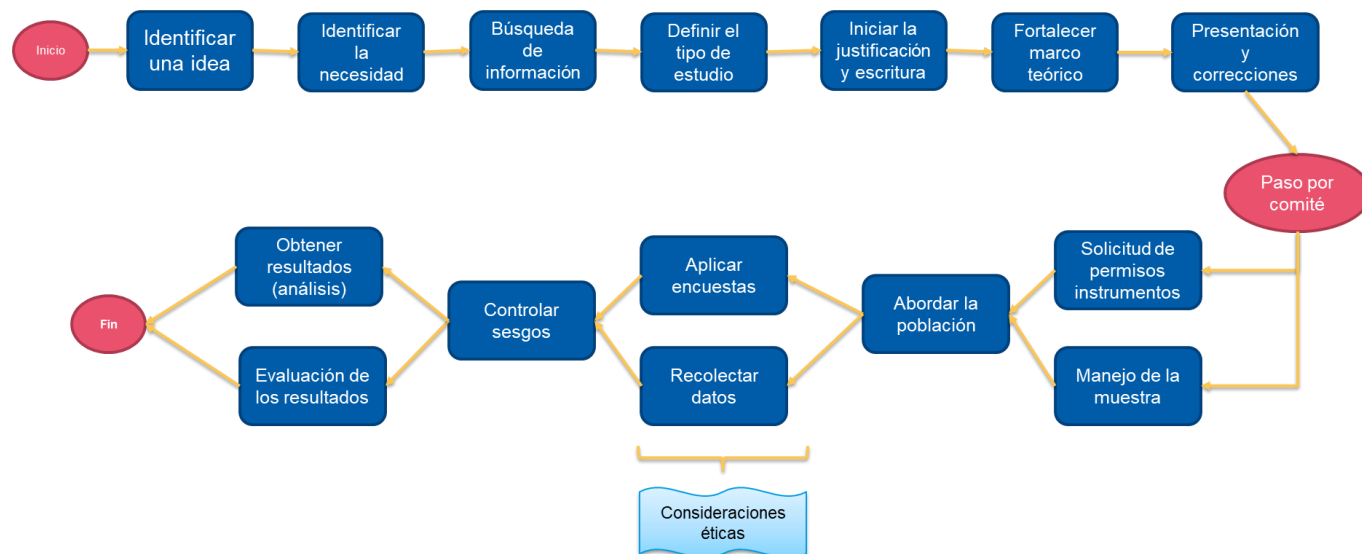 Inicio
Identificar
una idea
Identificar
la
necesidad
Búsqueda
de
información
Definir el
tipo de
estudio
Iniciar la
justificación
y escritura
Fortalecer
marco
teórico
Presentación
y
correcciones
Paso por
comité
Solicitud de
permisos
instrumentos
Manejo de la
muestra
Abordar la
población
Aplicar
encuestas
Recolectar
datos
Controlar
sesgos
Obtener
resultados
(análisis)
Evaluación de
los resultados
Fin
Consideraciones
éticas